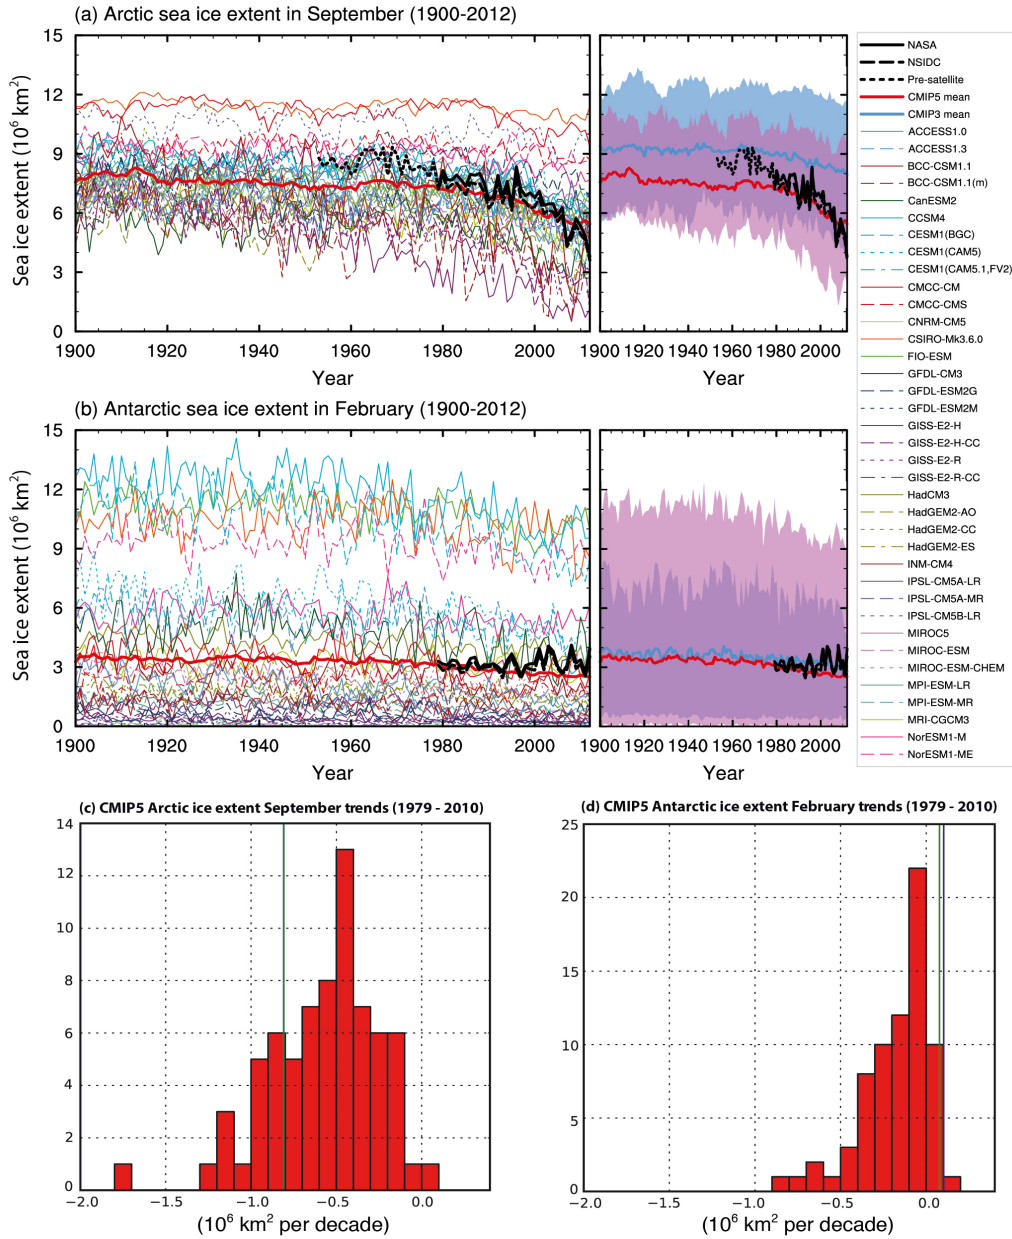 (a) Arctic sea ice extent in September (1900-2012)
Sea ice extent (10⁶ km²)
15
12
9
6
3
0
1900 1920 1940 1960 1980 2000
1900 1920 1940 1960 1980 2000
Year
Year
NASA
NSIDC
Pre-satellite
CMIP5 mean
CMIP3 mean
ACCESS1.0
ACCESS1.3
BCC-CSM1.1
BCC-CSM1.1(m)
CanESM2
CCSM4
CESM1(BGC)
CESM1(CAM5)
CESM1(CAM5.1,FV2)
CMCC-CM
CMCC-CMS
CNRM-CM5
CSIRO-Mk3.6.0
FIO-ESM
GFDL-CM3
GFDL-ESM2G
GFDL-ESM2M
GISS-E2-H
GISS-E2-H-CC
GISS-E2-R
GISS-E2-R-CC
HadCM3
HadGEM2-AO
HadGEM2-CC
HadGEM2-ES
INM-CM4
IPSL-CM5A-LR
IPSL-CM5A-MR
IPSL-CM5B-LR
MIROC5
MIROC-ESM
MIROC-ESM-CHEM
MPI-ESM-LR
MPI-ESM-MR
MRI-CGCM3
NorESM1-M
NorESM1-ME
(b) Antarctic sea ice extent in February (1900-2012)
Sea ice extent (10⁶ km²)
15
12
9
6
3
0
1900 1920 1940 1960 1980 2000
1900 1920 1940 1960 1980 2000
Year
Year
(c) CMIP5 Arctic ice extent September trends (1979 - 2010)
14
12
10
8
6
4
2
0
−2.0 −1.5 −1.0 −0.5 0.0
(10⁶ km² per decade)
(d) CMIP5 Antarctic ice extent February trends (1979 - 2010)
25
20
15
10
5
0
−2.0 −1.5 −1.0 −0.5 0.0
(10⁶ km² per decade)